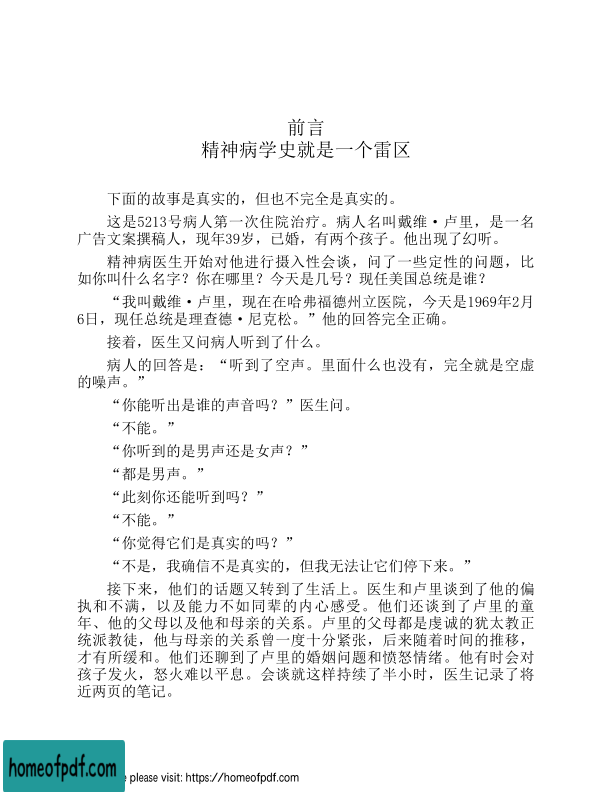 前言
精神病学史就是一个雷区
下面的故事是真实的，但也不完全是真实的。
这是5213号病人第一次住院治疗。病人名叫戴维·卢里，是一名
广告文案撰稿人，现年39岁，已婚，有两个孩子。他出现了幻听。
精神病医生开始对他进行摄入性会谈，问了一些定性的问题，比
如你叫什么名字？你在哪里？今天是几号？现任美国总统是谁？
“我叫戴维·卢里，现在在哈弗福德州立医院，今天是1969年2月
6日，现任总统是理查德·尼克松。”他的回答完全正确。
接着，医生又问病人听到了什么。
病人的回答是：“听到了空声。里面什么也没有，完全就是空虚
的噪声。”
“你能听出是谁的声音吗？”医生问。
“不能。”
“你听到的是男声还是女声？”
“都是男声。”
“此刻你还能听到吗？”
“不能。”
“你觉得它们是真实的吗？”
“不是，我确信不是真实的，但我无法让它们停下来。”
接下来，他们的话题又转到了生活上。医生和卢里谈到了他的偏
执和不满，以及能力不如同辈的内心感受。他们还谈到了卢里的童
年、他的父母以及他和母亲的关系。卢里的父母都是虔诚的犹太教正
统派教徒，他与母亲的关系曾一度十分紧张，后来随着时间的推移，
才有所缓和。他们还聊到了卢里的婚姻问题和愤怒情绪。他有时会对
孩子发火，怒火难以平息。会谈就这样持续了半小时，医生记录了将
近两页的笔记。
homeofpdf.com
e please visit: https://homeofpdf.com